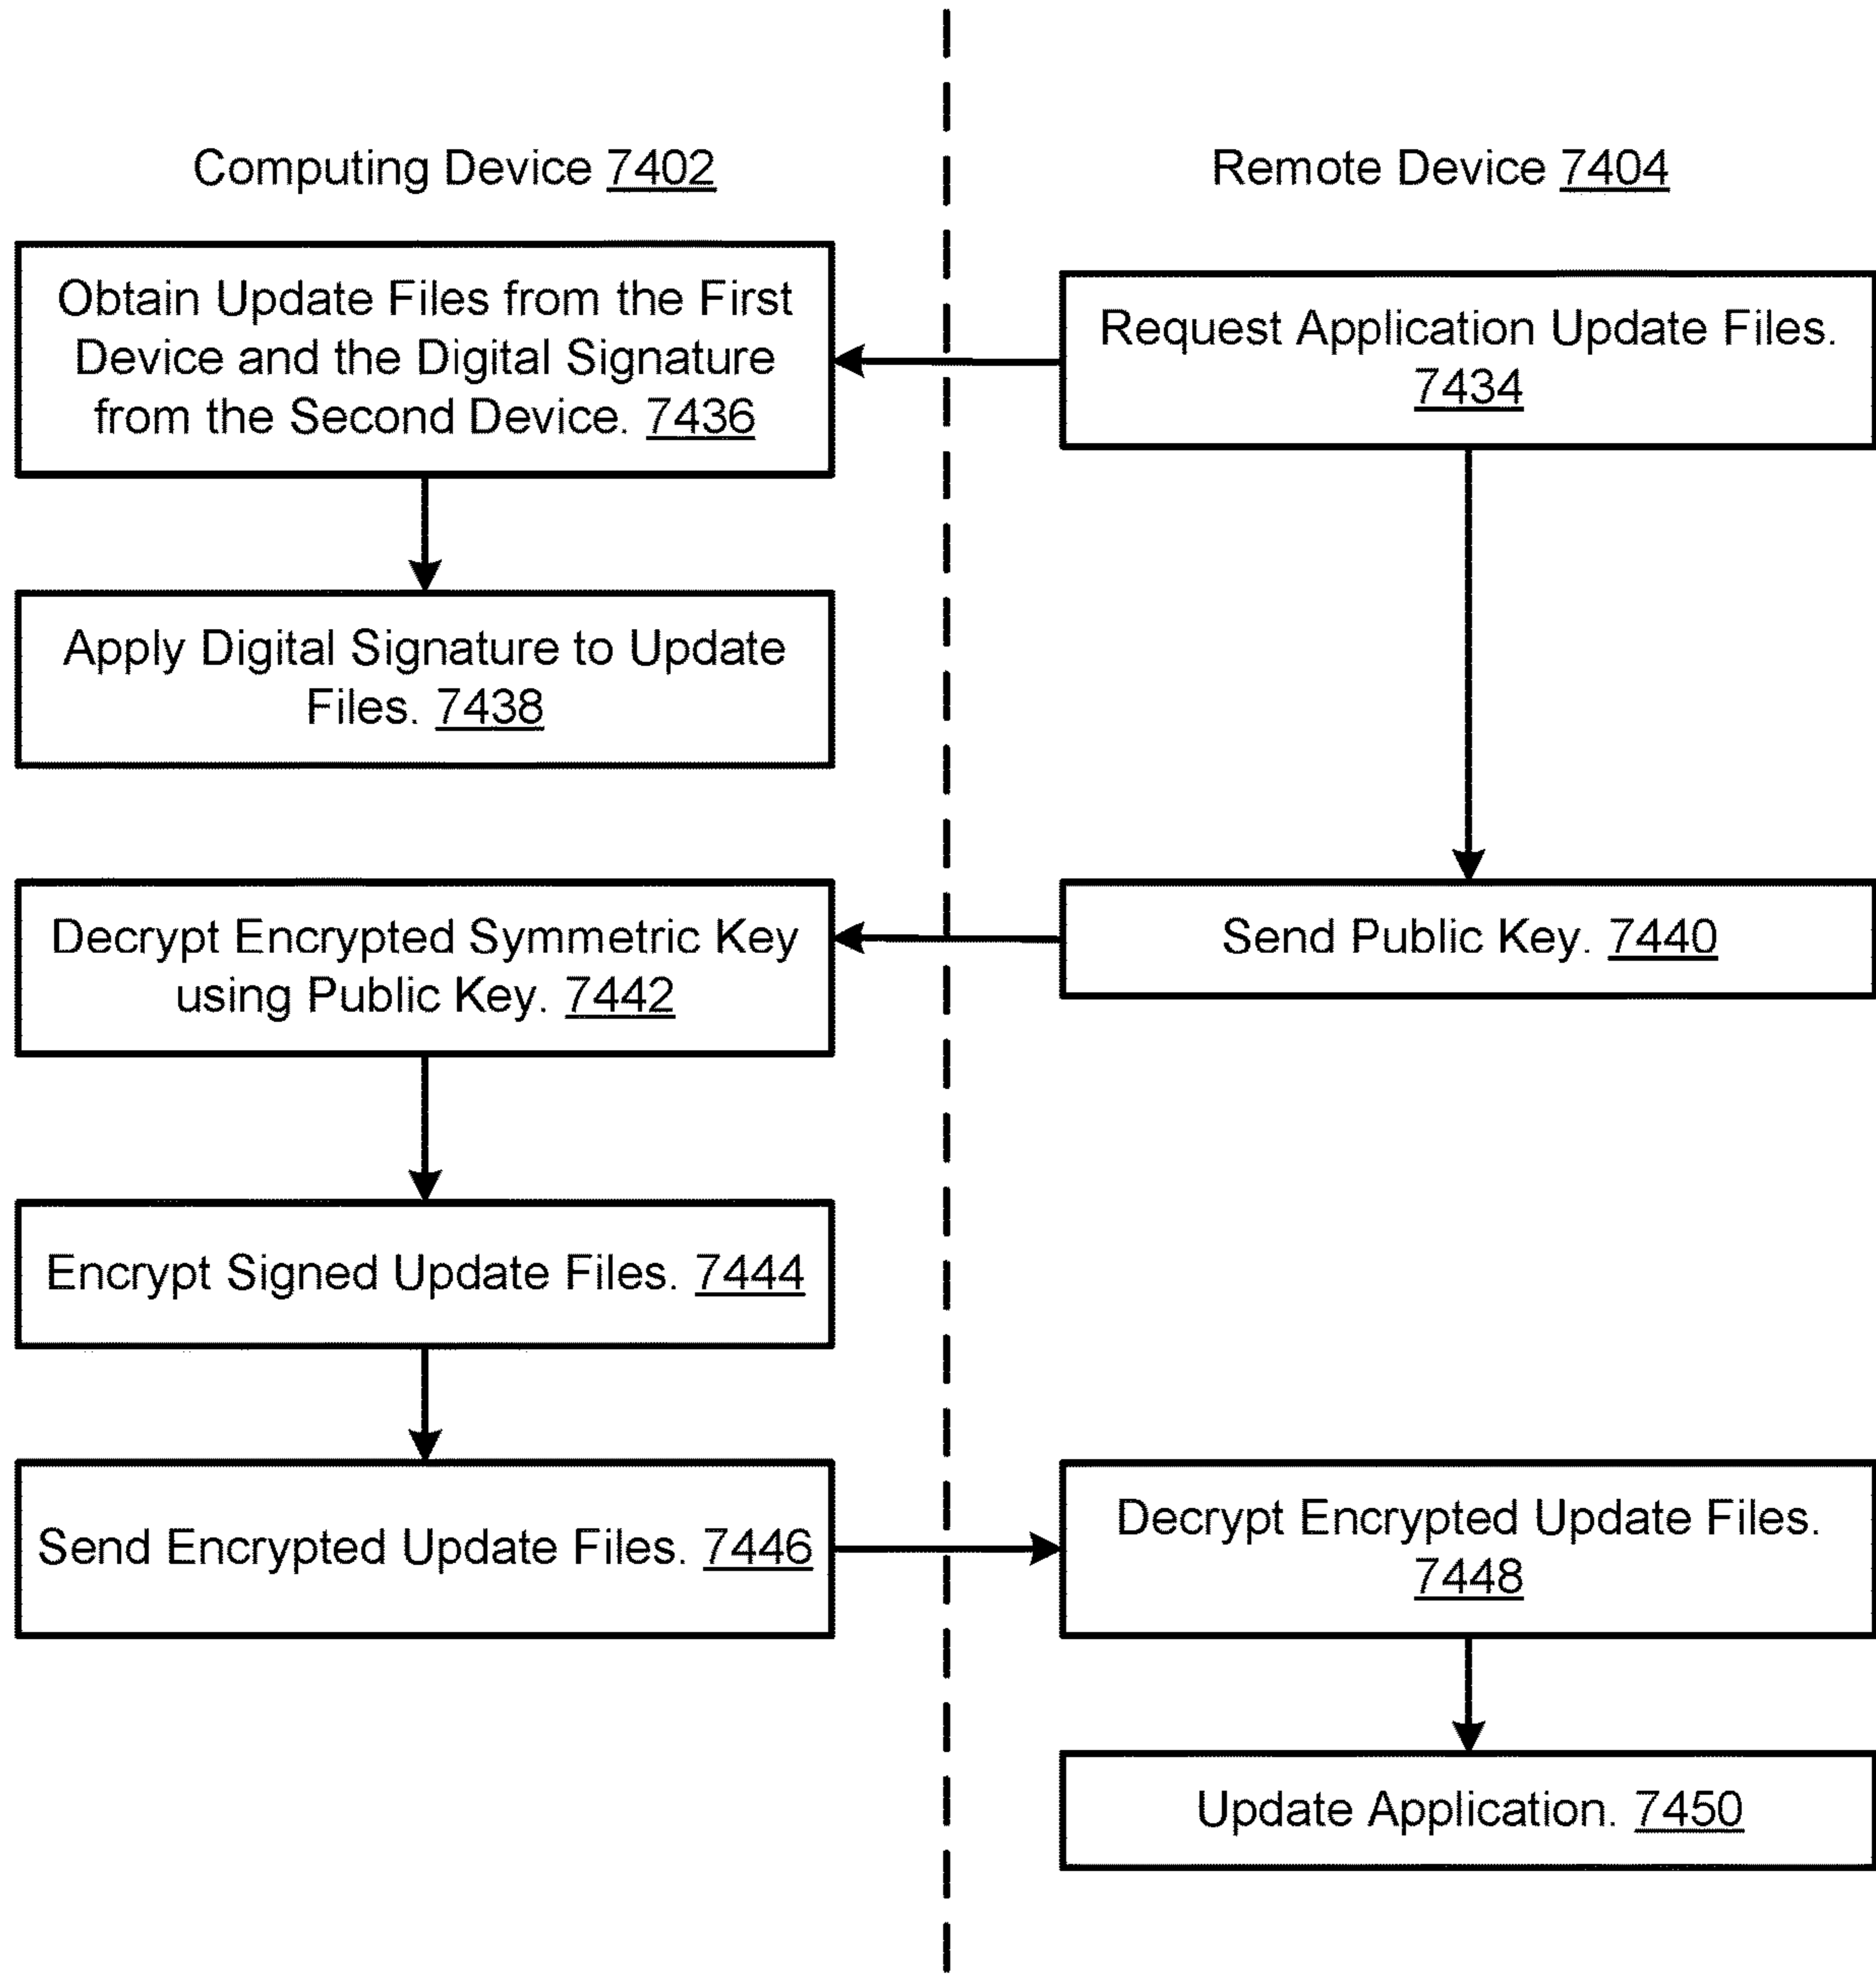 Computing Device 7402
Remote Device 7404
Obtain Update Files from the First
Device and the Digital Signature
from the Second Device. 7436
Request Application Update Files.
7434
Apply Digital Signature to Update
Files. 7438
Decrypt Encrypted Symmetric Key
using Public Key. 7442
Send Public Key. 7440
Encrypt Signed Update Files. 7444
Send Encrypted Update Files. 7446
Decrypt Encrypted Update Files.
7448
Update Application. 7450